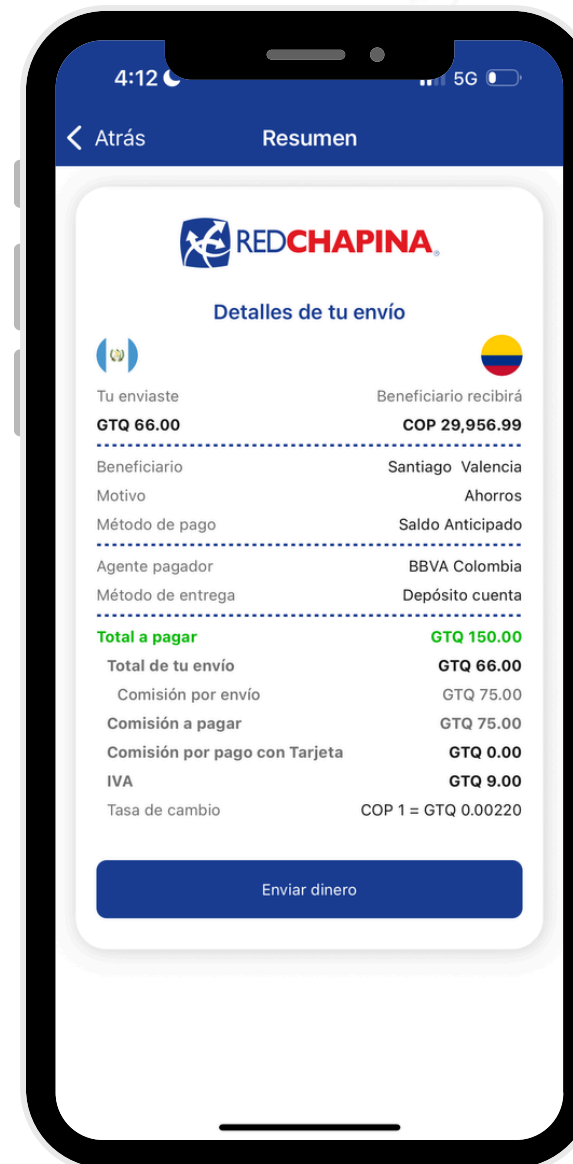 4:12 5G
Atrás Resumen
REDCHAPINA®
Detalles de tu envío
Tu enviaste Beneficiario recibirá
GTQ 66.00 COP 29,956.99
Beneficiario Santiago Valencia
Motivo Ahorros
Método de pago Saldo Anticipado
Agente pagador BBVA Colombia
Método de entrega Depósito cuenta
Total a pagar GTQ 150.00
Total de tu envío GTQ 66.00
Comisión por envío GTQ 75.00
Comisión a pagar GTQ 75.00
Comisión por pago con Tarjeta GTQ 0.00
IVA GTQ 9.00
Tasa de cambio COP 1 = GTQ 0.00220
Enviar dinero